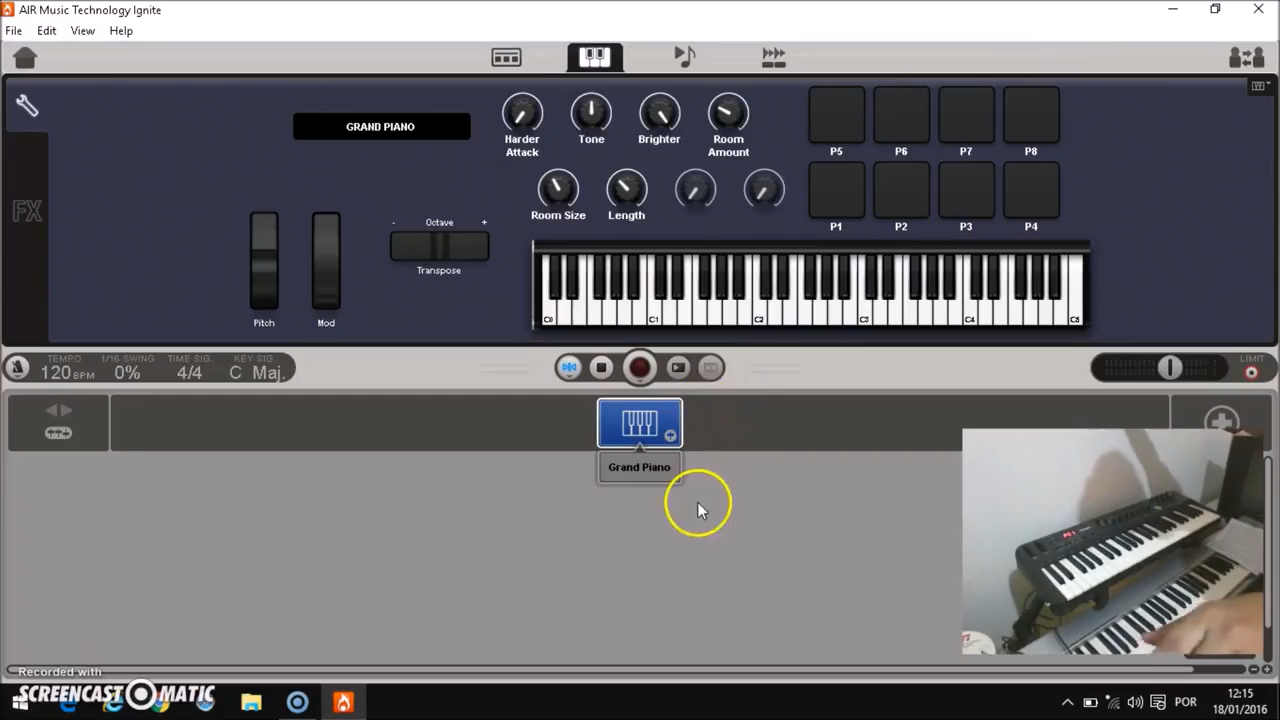 AIR Music Technology Ignite
File Edit View Help
GRAND PIANO
Harder Attack
Tone
Brighter
Room Amount
P5 P6 P7 P8
Room Size
Length
P1 P2 P3 P4
FX
- Octave +
Transpose
Pitch
Mod
C0 C1 C2 C3 C4 C5
TEMPO 1/16 SWING TIME SIG. KEY SIG.
120 BPM 0% 4/4 C Maj.
LIMIT
Grand Piano
Recorded with
SCREENCAST-O-MATIC
POR
12:15
18/01/2016